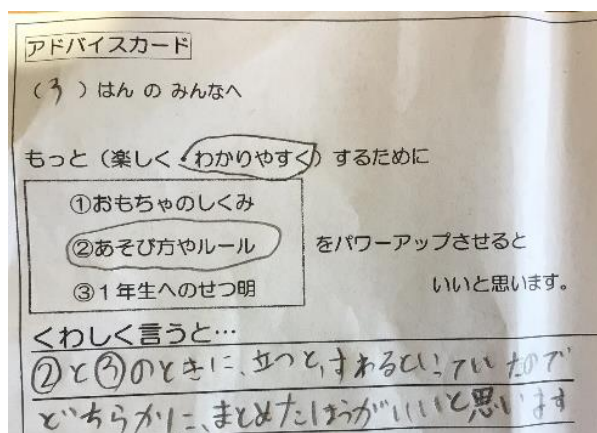 アドバイスカード
(3)はん の みんなへ
もっと(楽しく・わかりやすく)するために
①おもちゃのしくみ
②あそび方やルール
③1年生へのせつ明
をパワーアップさせると
いいと思います。
くわしく言うと…
②と③のときに、立つと、すわるといっていたので
どちらかに、まとめたほうがいいと思います